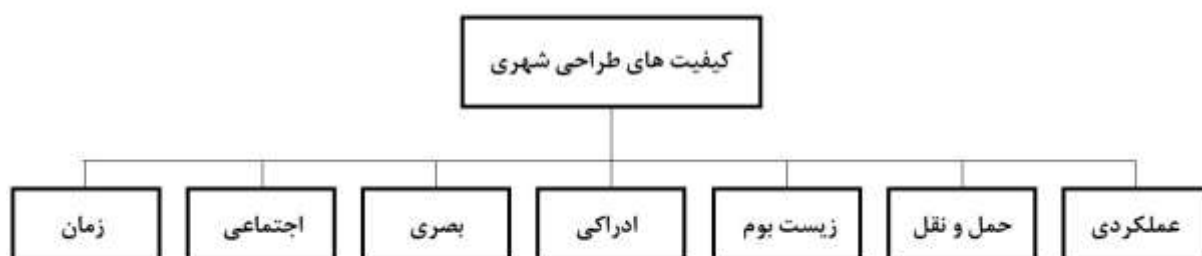 کیفیت های طراحی شهری
عملکردی
حمل و نقل
زیست بوم
ادراکی
بصری
اجتماعی
زمان